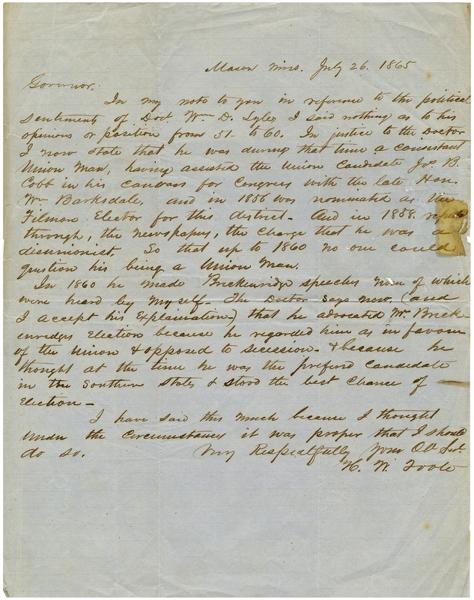 Macon Miss. July 26. 1865
Governor.
In my note to you in reference to the political
sentiments of Doct Wm D. Lyles I said nothing as to his
opinions or position from 51. to 60. In justice to the Doctor
I now state that he was during that time a consistant
Union Man, having assisted the Union Candidate Jos. B.
Cobb in his canvass for Congress with the late Hon.
Wm Barksdale, and in 1856 was nominated as the
Filmore Elector for this district. And in 1858.
through, the newspapers, the charge that he was a
disunionist. So that up to 1860 no one could
question his being a Union Man.
In 1860 he made Breckenridge speeches none of which
were heard by myself. The Doctor says now, (and
I accept his Explaination) that he advocated Mr. Breck-
enridges Election because he regarded him as in favour
of the Union & opposed to secession. & because he
thought at the time he was the prefered candidate
in the Southern States & stood the best chance of
Election -
I have said this much because I thought
under the circumstances it was proper that I should
do so. Very Respectfully Your Obt Svt.
H. W. Foote